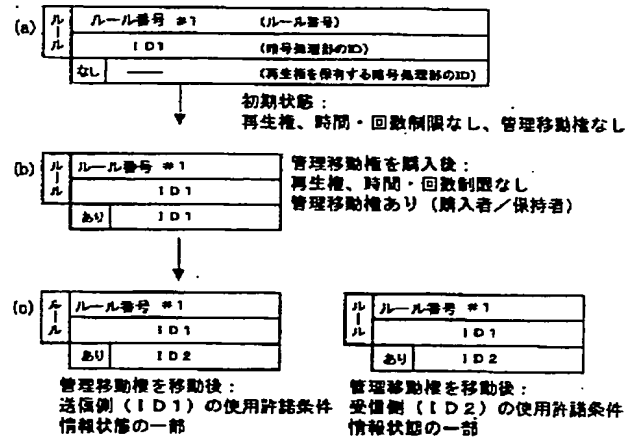 (a)
ルール
ルール番号 #1 (ルール番号)
ID1 (暗号処理部のID)
なし —— (再生権を保有する暗号処理部のID)
初期状態：
再生権、時間・回数制限なし、管理移動権なし
(b)
ルール
ルール番号 #1
ID1
あり ID1
管理移動権を購入後：
再生権、時間・回数制限なし
管理移動権あり（購入者／保持者）
(c)
ルール
ルール番号 #1
ID1
あり ID2
管理移動権を移動後：
送信側（ID1）の使用許諾条件
情報状態の一部
ルール
ルール番号 #1
ID1
あり ID2
管理移動権を移動後：
受信側（ID2）の使用許諾条件
情報状態の一部